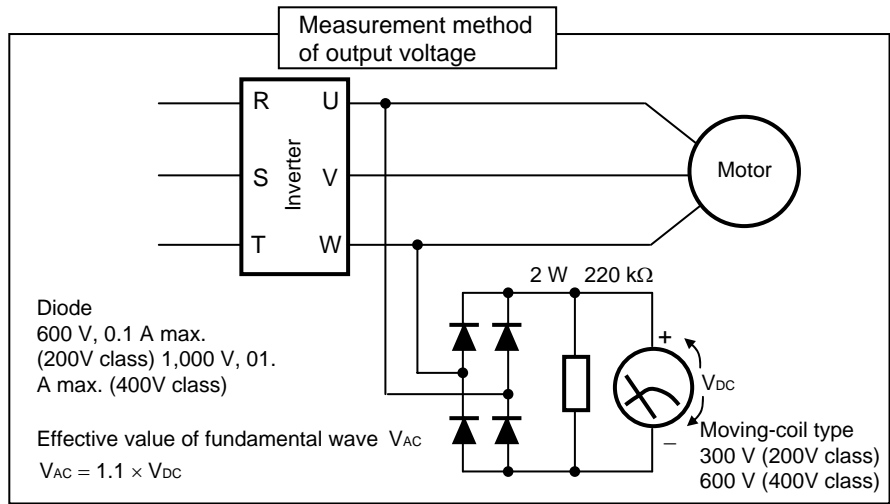 Measurement method
of output voltage
R U
Inverter
S V
T W
Motor
2 W 220 kΩ
Diode
600 V, 0.1 A max.
(200V class) 1,000 V, 01.
A max. (400V class)
+
VDC
–
Effective value of fundamental wave VAC
VAC = 1.1 × VDC
Moving-coil type
300 V (200V class)
600 V (400V class)